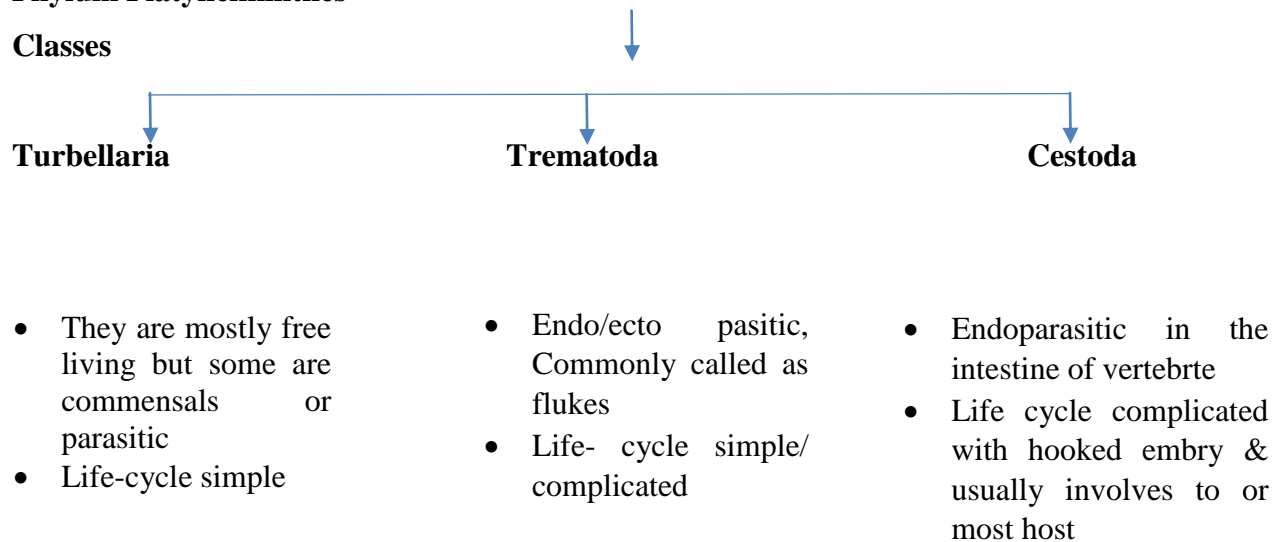 Classes
Turbellaria
Trematoda
Cestoda
• They are mostly free
living but some are
commensals or
parasitic
• Life-cycle simple
• Endo/ecto pasitic,
Commonly called as
flukes
• Life- cycle simple/
complicated
• Endoparasitic in the
intestine of vertebrte
• Life cycle complicated
with hooked embry &
usually involves to or
most host